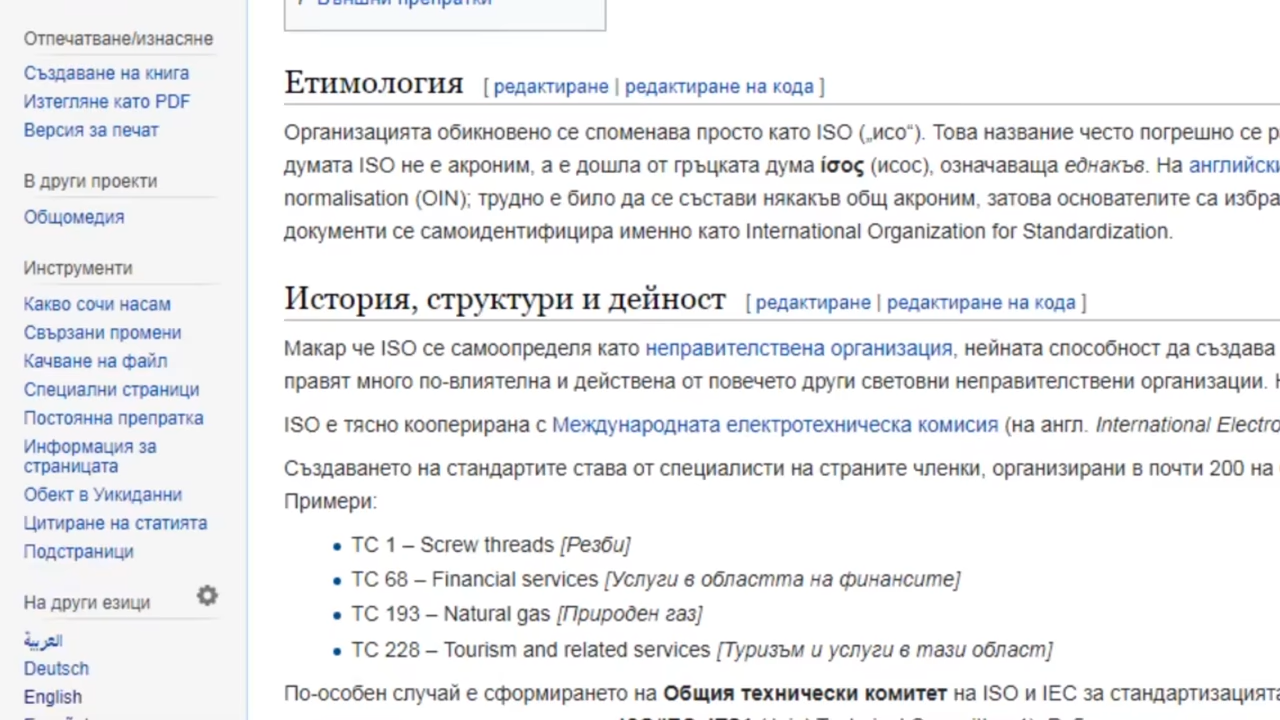 Отпечатване/изнасяне
Създаване на книга
Изтегляне като PDF
Версия за печат
В други проекти
Общомедия
Инструменти
Какво сочи насам
Свързани промени
Качване на файл
Специални страници
Постоянна препратка
Информация за
страницата
Обект в Уикиданни
Цитиране на статията
Подстраници
На други езици
العربية
Deutsch
English
7 Външни препратки
Етимология [ редактиране | редактиране на кода ]
Организацията обикновено се споменава просто като ISO („исо“). Това название често погрешно се
думата ISO не е акроним, а е дошла от гръцката дума ίσος (исос), означаваща еднакъв. На
normalisation (OIN); трудно е било да се състави някакъв общ акроним, затова основателите са
документи се самоидентифицира именно като International Organization for Standardization.
История, структури и дейност [ редактиране | редактиране на кода ]
Макар че ISO се самоопределя като неправителствена организация, нейната способност да създава
правят много по-влиятелна и действена от повечето други световни неправителствени организации.
ISO е тясно кооперирана с Международната електротехническа комисия (на англ. International
Създаването на стандартите става от специалисти на страните членки, организирани в почти 200 на
Примери:
TC 1 – Screw threads [Резби]
TC 68 – Financial services [Услуги в областта на финансите]
TC 193 – Natural gas [Природен газ]
TC 228 – Tourism and related services [Туризъм и услуги в тази област]
По-особен случай е сформирането на Общия технически комитет на ISO и IEC за стандартизацията